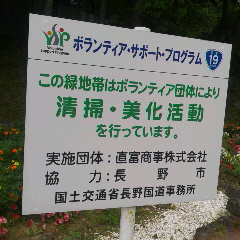 VSP
ボランティア・サポート・プログラム
19
この緑地帯はボランティア団体により
清掃・美化活動
を行っています。
実施団体：直富商事株式会社
協力：長野市
国土交通省長野国道事務所